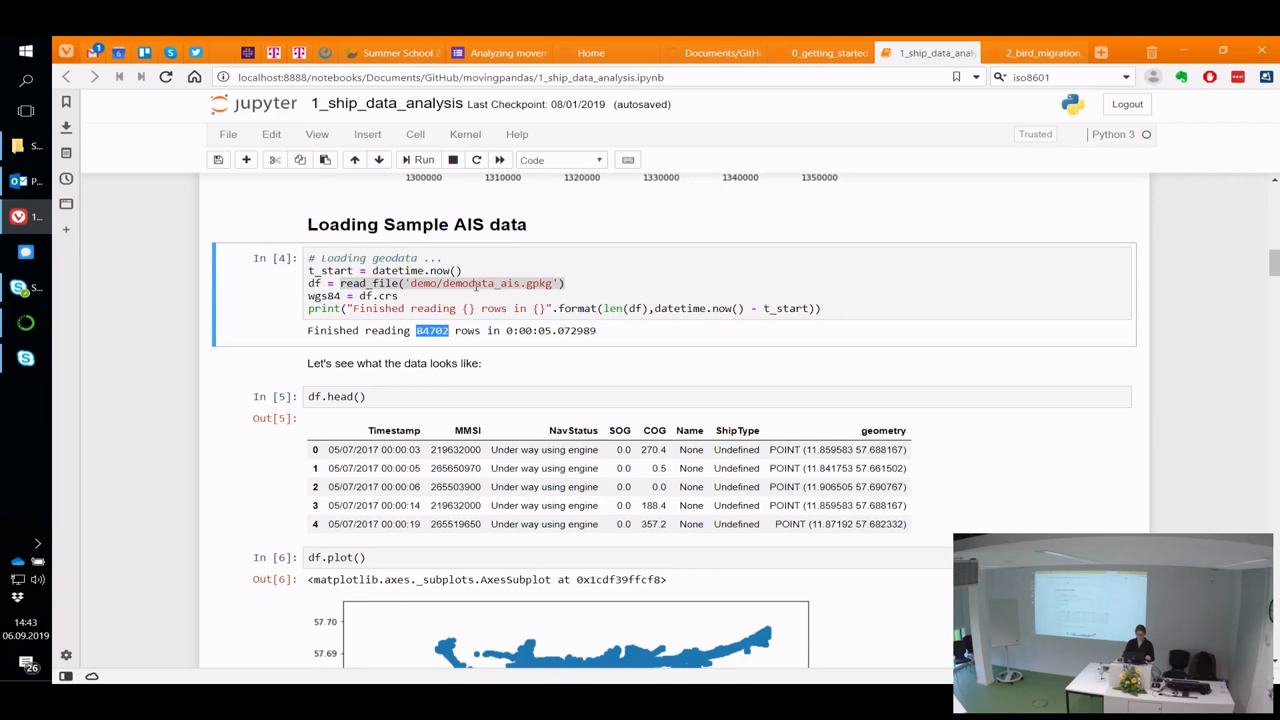 1
6
Summer School 2
Analyzing movem
Home
Documents/GitH
0_getting_started
1_ship_data_analy
2_bird_migration
localhost:8888/notebooks/Documents/GitHub/movingpandas/1_ship_data_analysis.ipynb
iso8601
jupyter 1_ship_data_analysis Last Checkpoint: 08/01/2019 (autosaved)
Logout
File Edit View Insert Cell Kernel Help
Trusted
Python 3
Run
Code
1300000 1310000 1320000 1330000 1340000 1350000
Loading Sample AIS data
In [4]:
# Loading geodata ...
t_start = datetime.now()
df = read_file('demo/demodata_ais.gpkg')
wgs84 = df.crs
print("Finished reading {} rows in {}".format(len(df),datetime.now() - t_start))
Finished reading 84702 rows in 0:00:05.072989
Let's see what the data looks like:
In [5]:
df.head()
Out[5]:
Timestamp MMSI NavStatus SOG COG Name ShipType geometry
0 05/07/2017 00:00:03 219632000 Under way using engine 0.0 270.4 None Undefined POINT (11.859583 57.688167)
1 05/07/2017 00:00:05 265650970 Under way using engine 0.0 0.5 None Undefined POINT (11.841753 57.661502)
2 05/07/2017 00:00:06 265503900 Under way using engine 0.0 0.0 None Undefined POINT (11.906505 57.690767)
3 05/07/2017 00:00:14 219632000 Under way using engine 0.0 188.4 None Undefined POINT (11.859583 57.688167)
4 05/07/2017 00:00:19 265519650 Under way using engine 0.0 357.2 None Undefined POINT (11.87192 57.682332)
In [6]:
df.plot()
Out[6]:
<matplotlib.axes._subplots.AxesSubplot at 0x1cdf39ffcf8>
57.70
57.69
S...
P...
1...
S...
14:43
06.09.2019
26